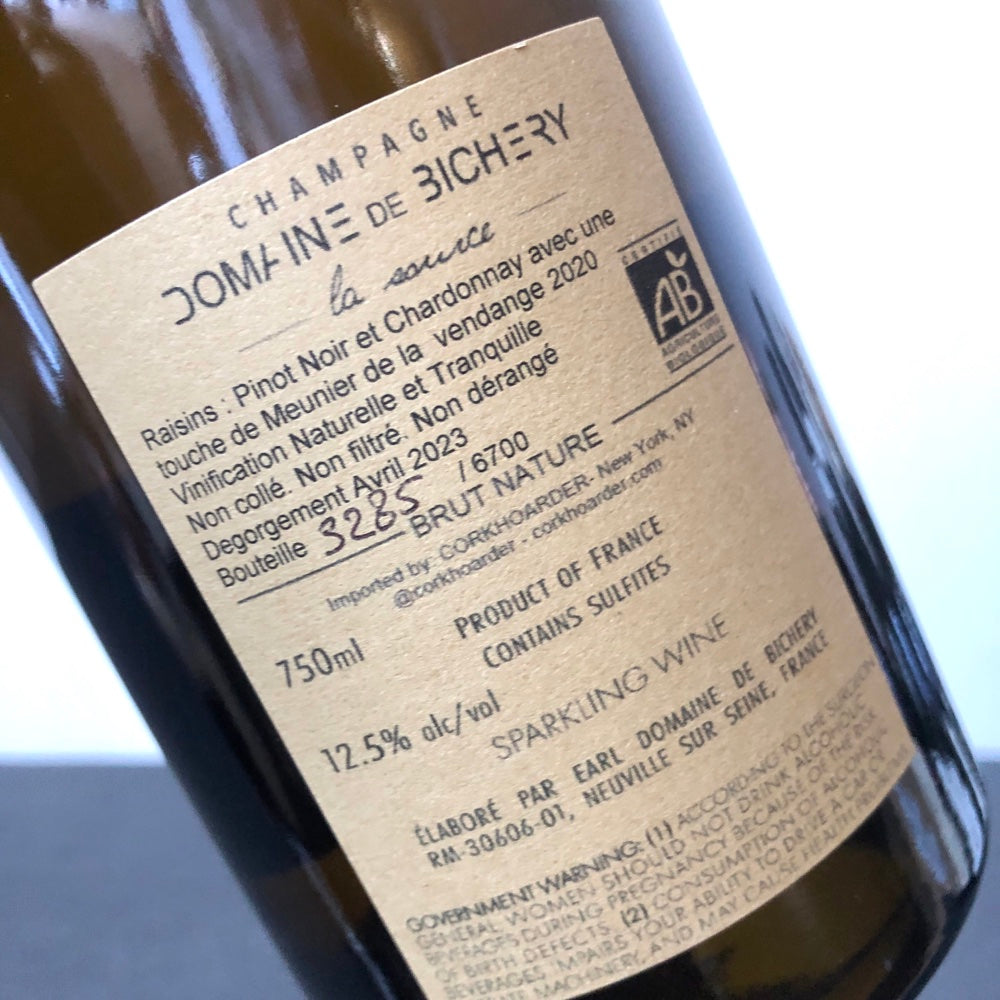 CHAMPAGNE
DOMAINE DE BICHERY
la source
Raisins : Pinot Noir et Chardonnay avec une
touche de Meunier de la vendange 2020
Vinification Naturelle et Tranquille
Non collé. Non filtré. Non dérangé
Degorgement Avril 2023
Bouteille 3285 /6700
BRUT NATURE
CERTIFIÉ
AB
AGRICULTURE
BIOLOGIQUE
Imported by CORKHOARDER- New York, NY
@corkhoarder - corkhoarder.com
750ml
PRODUCT OF FRANCE
CONTAINS SULFITES
12.5% alc/vol
SPARKLING WINE
ÉLABORÉ PAR EARL DOMAINE DE BICHERY
RM-30606-01, NEUVILLE SUR SEINE, FRANCE
GOVERNMENT WARNING: (1) ACCORDING TO THE SURGEON
GENERAL WOMEN SHOULD NOT DRINK ALCOHOLIC
BEVERAGES DURING PREGNANCY BECAUSE OF THE RISK
OF BIRTH DEFECTS. (2) CONSUMPTION OF ALCOHOLIC
BEVERAGES IMPAIRS YOUR ABILITY TO DRIVE A CAR OR
MACHINERY, AND MAY CAUSE HEALTH